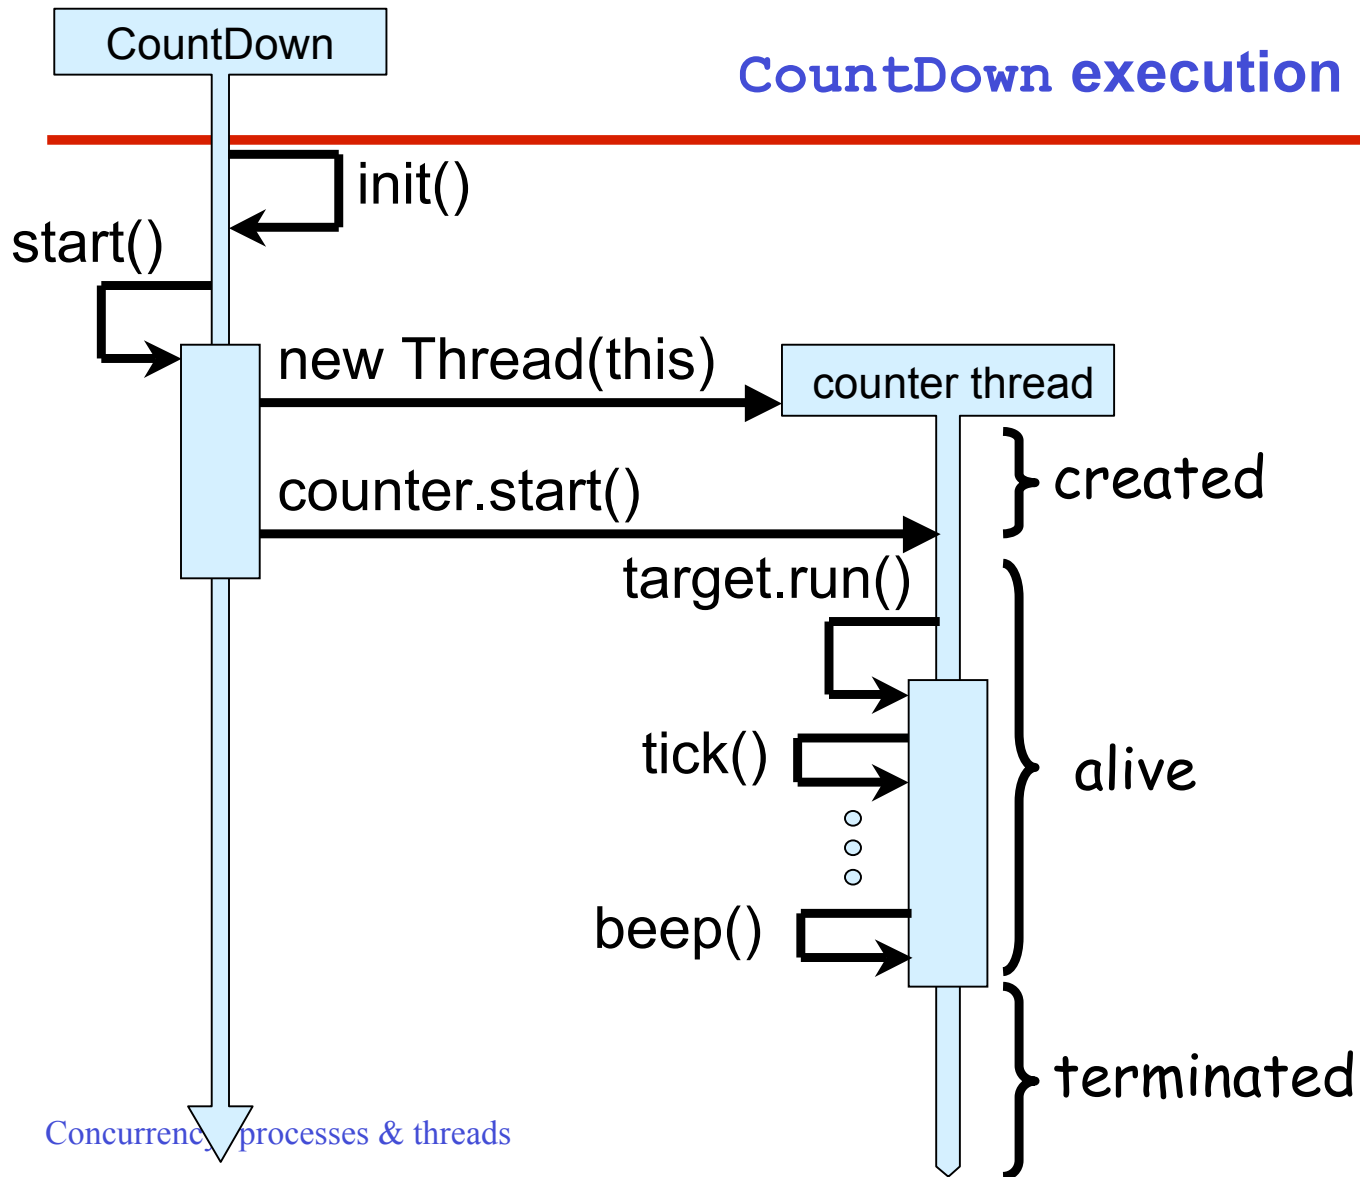 CountDown
CountDown execution
init()
start()
new Thread(this)
counter thread
created
counter.start()
target.run()
tick()
alive
beep()
terminated
Concurrency processes & threads